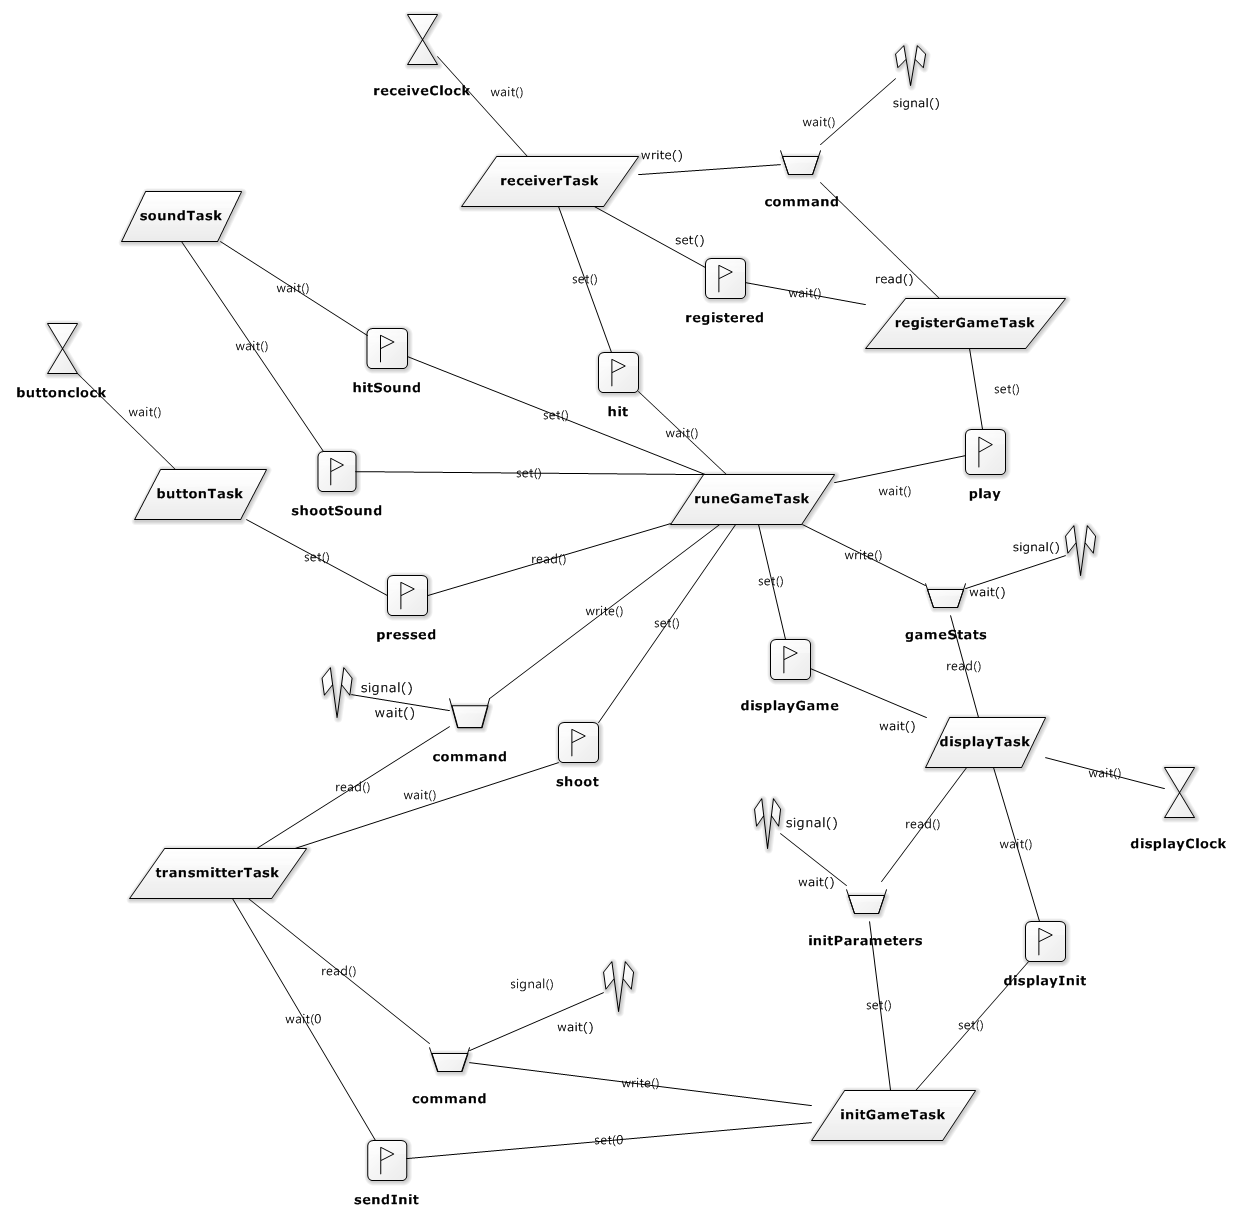 receiveClock
wait()
signal()
wait()
write()
receiverTask
command
soundTask
set()
read()
set()
wait()
wait()
registered
registerGameTask
wait()
hitSound
hit
buttonclock
set()
wait()
set()
wait()
play
wait()
buttonTask
shootSound
set()
runeGameTask
set()
pressed
read()
write()
signal()
wait()
set()
write()
set()
gameStats
read()
signal()
wait()
displayGame
wait()
displayTask
command
shoot
wait()
displayClock
read()
wait()
signal()
read()
wait()
transmitterTask
wait()
initParameters
read()
signal()
displayInit
wait(0
wait()
set()
set()
command
write()
initGameTask
set(0
sendInit